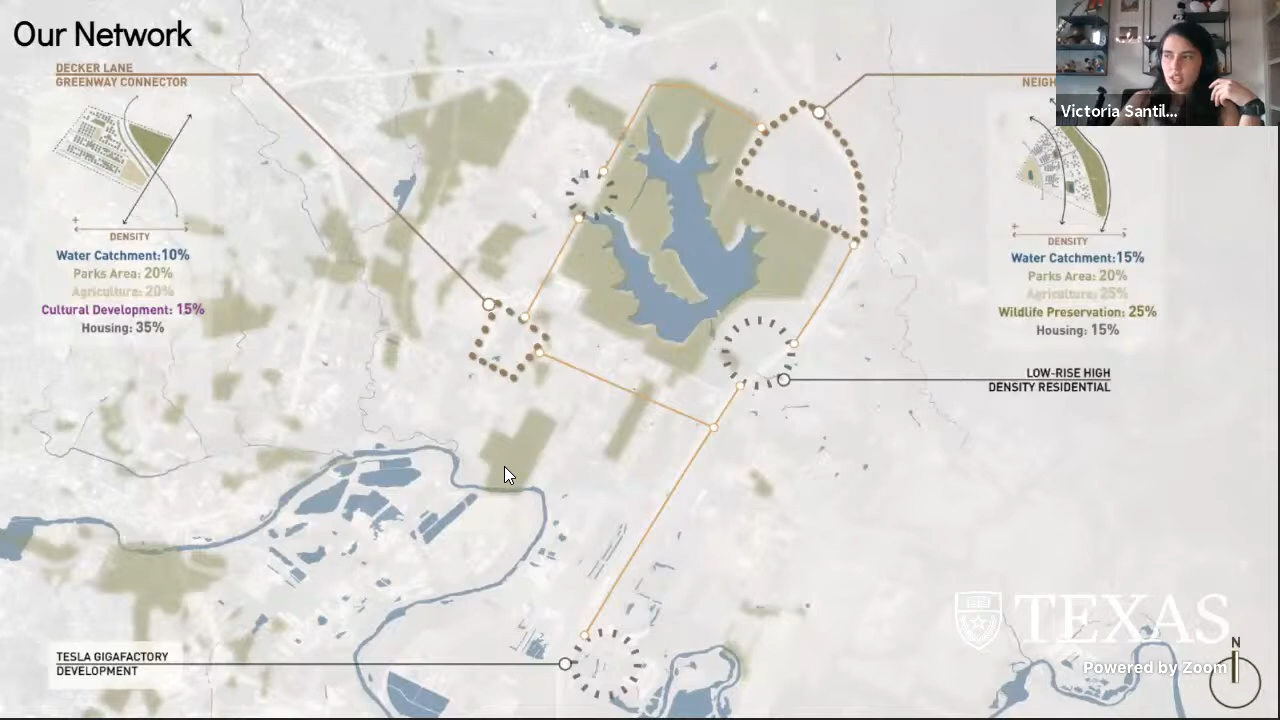 Our Network
DECKER LANE
GREENWAY CONNECTOR
DENSITY
Water Catchment:10%
Parks Area: 20%
Agriculture: 20%
Cultural Development: 15%
Housing: 35%
NEIGH
Victoria Santil...
DENSITY
Water Catchment:15%
Parks Area: 20%
Agriculture: 25%
Wildlife Preservation: 25%
Housing: 15%
LOW-RISE HIGH
DENSITY RESIDENTIAL
TESLA GIGAFACTORY
DEVELOPMENT
TEXAS
Powered by Zoom
N